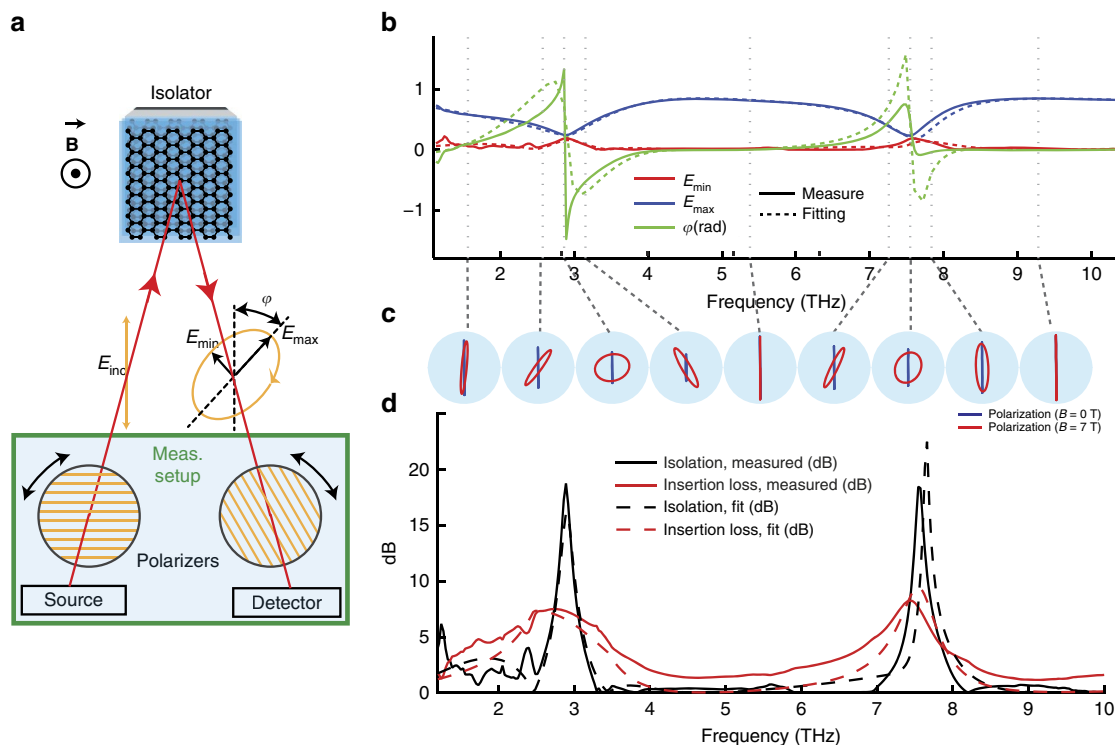 a
Isolator
B
φ
E_min
E_max
E_inc
Meas.
setup
Polarizers
Source
Detector
b
1
0
−1
E_min
E_max
φ(rad)
Measure
Fitting
2 3 4 5 6 7 8 9 10
Frequency (THz)
c
Polarization (B = 0 T)
Polarization (B = 7 T)
d
20
15
10
5
0
dB
Isolation, measured (dB)
Insertion loss, measured (dB)
Isolation, fit (dB)
Insertion loss, fit (dB)
2 3 4 5 6 7 8 9 10
Frequency (THz)